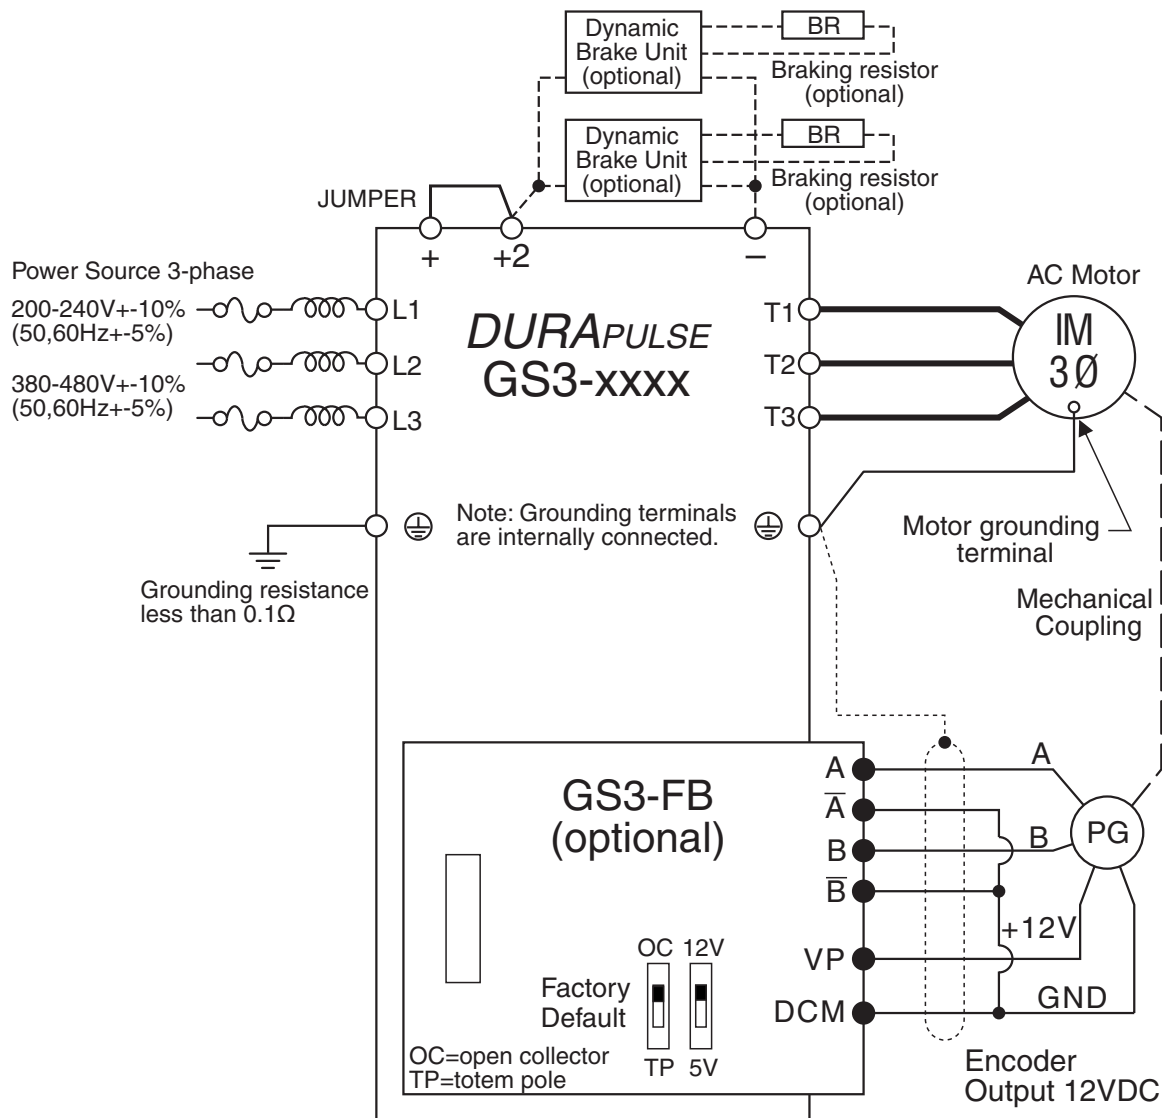 Dynamic
Brake Unit
(optional)
BR
Braking resistor
(optional)
Dynamic
Brake Unit
(optional)
BR
Braking resistor
(optional)
JUMPER
+
+2
−
Power Source 3-phase
200-240V+-10%
(50,60Hz+-5%)
380-480V+-10%
(50,60Hz+-5%)
L1
L2
L3
DURAPULSE
GS3-xxxx
T1
T2
T3
AC Motor
IM
3Ø
Note: Grounding terminals
are internally connected.
Motor grounding
terminal
Grounding resistance
less than 0.1Ω
Mechanical
Coupling
GS3-FB
(optional)
A
A̅
B
B̅
VP
DCM
A
B
PG
+12V
GND
OC 12V
Factory
Default
TP 5V
OC=open collector
TP=totem pole
Encoder
Output 12VDC